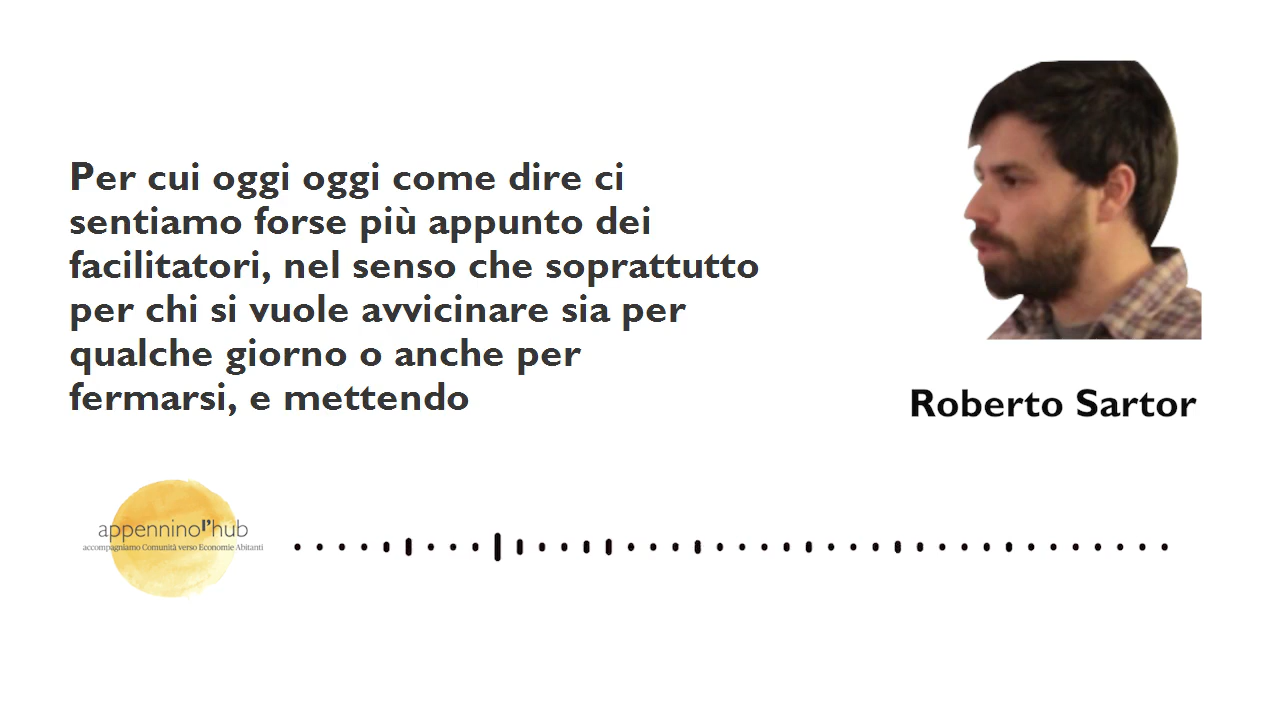 Per cui oggi oggi come dire ci
sentiamo forse più appunto dei
facilitatori, nel senso che soprattutto
per chi si vuole avvicinare sia per
qualche giorno o anche per
fermarsi, e mettendo
Roberto Sartor
appenninol'hub
accompagniamo Comunità verso Economie Abitanti